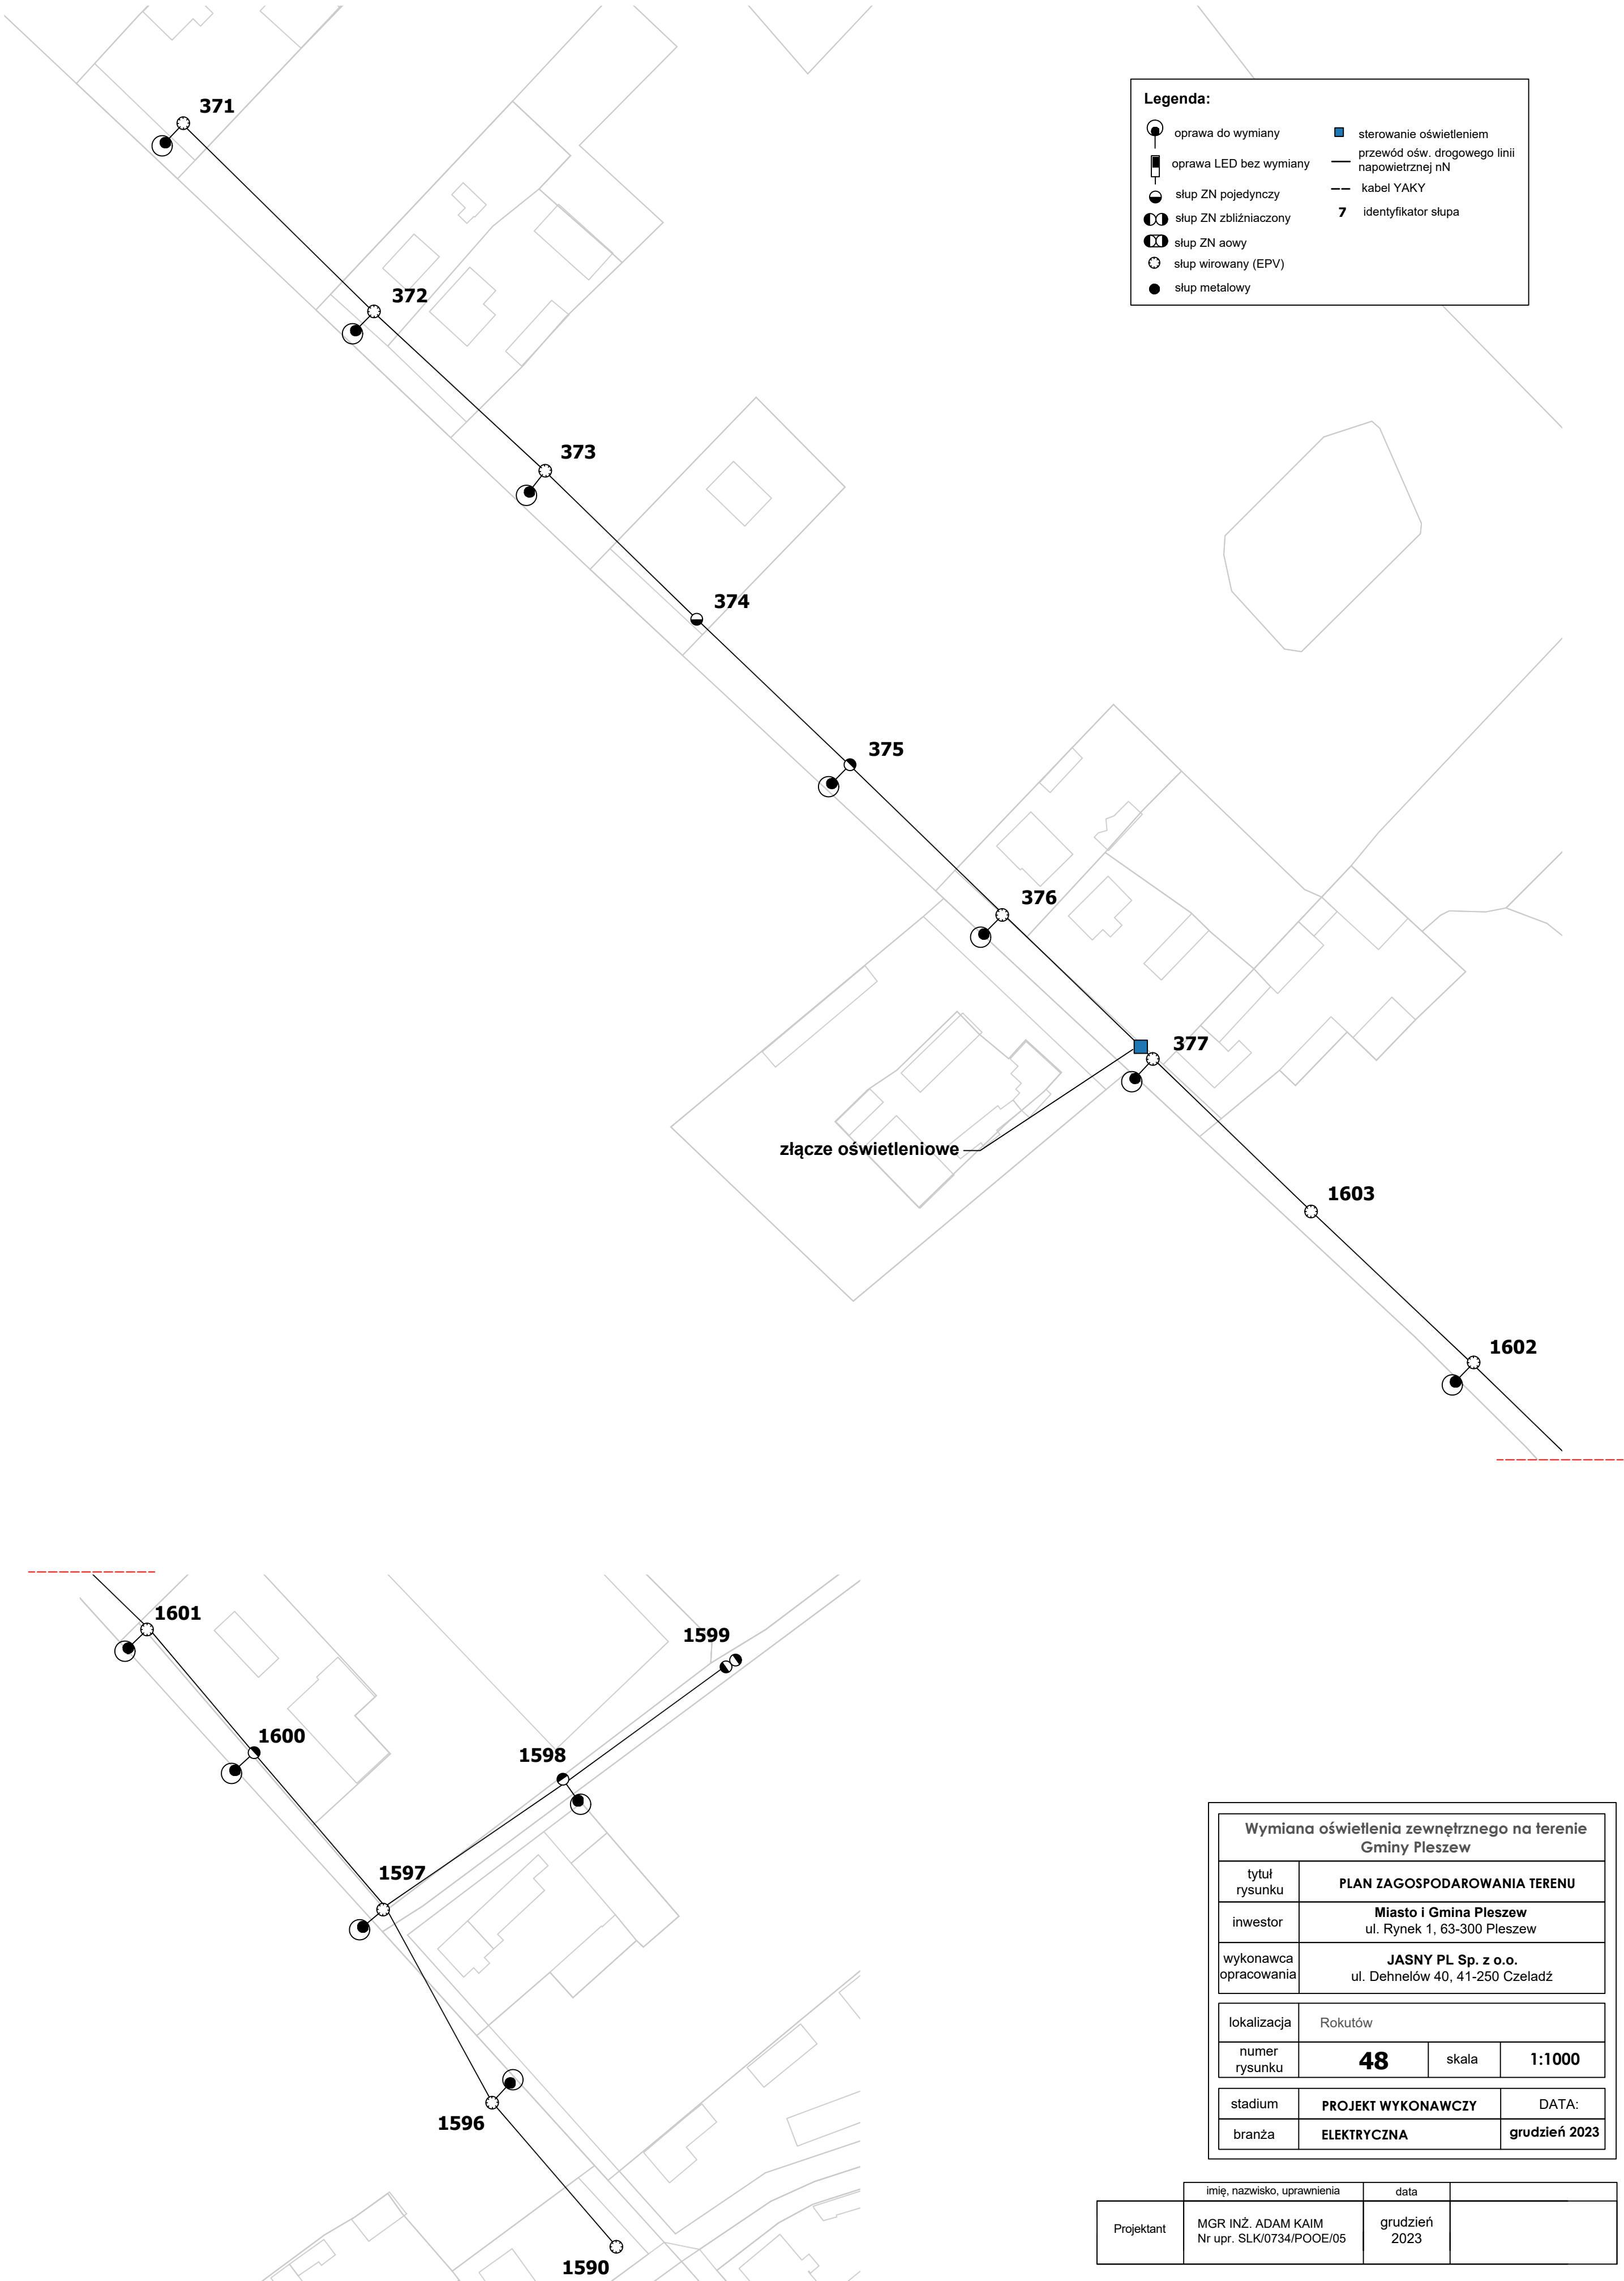 371
372
373
374
375
376
377
złącze oświetleniowe
1603
1602
Legenda:
oprawa do wymiany
oprawa LED bez wymiany
słup ZN pojedynczy
słup ZN zbliźniaczony
słup ZN aowy
słup wirowany (EPV)
słup metalowy
sterowanie oświetleniem
przewód ośw. drogowego linii
napowietrznej nN
kabel YAKY
7 identyfikator słupa
1601
1599
1600
1598
1597
1596
1590
Wymiana oświetlenia zewnętrznego na terenie
Gminy Pleszew
tytuł
rysunku
PLAN ZAGOSPODAROWANIA TERENU
inwestor
Miasto i Gmina Pleszew
ul. Rynek 1, 63-300 Pleszew
wykonawca
opracowania
JASNY PL Sp. z o.o.
ul. Dehnelów 40, 41-250 Czeladź
lokalizacja
Rokutów
numer
rysunku
48
skala
1:1000
stadium
PROJEKT WYKONAWCZY
DATA:
branża
ELEKTRYCZNA
grudzień 2023
imię, nazwisko, uprawnienia
data
Projektant
MGR INŻ. ADAM KAIM
Nr upr. SLK/0734/POOE/05
grudzień
2023